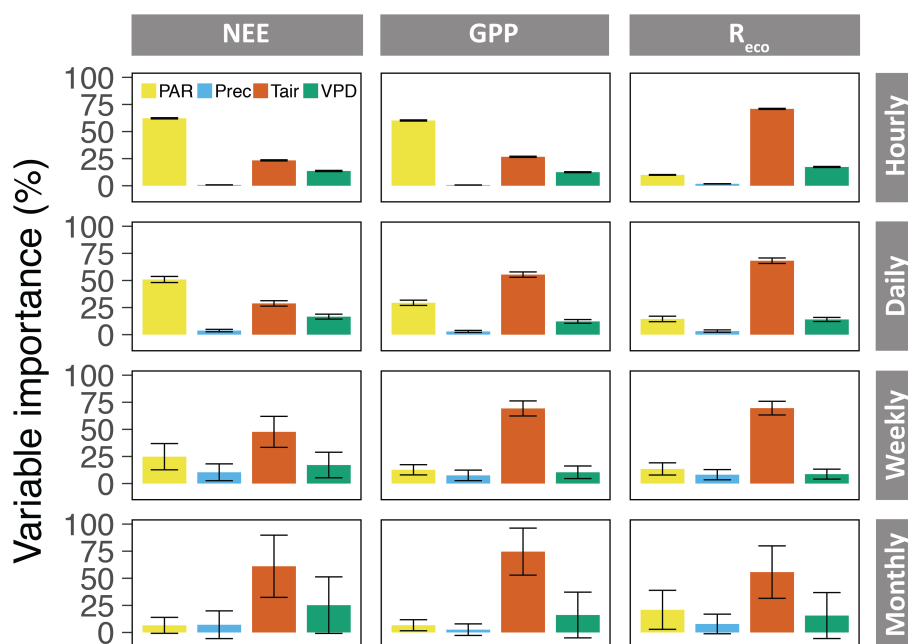 NEE GPP Reco
Variable importance (%)
100
75
50
25
0
PAR Prec Tair VPD
Hourly
100
75
50
25
0
Daily
100
75
50
25
0
Weekly
100
75
50
25
0
Monthly